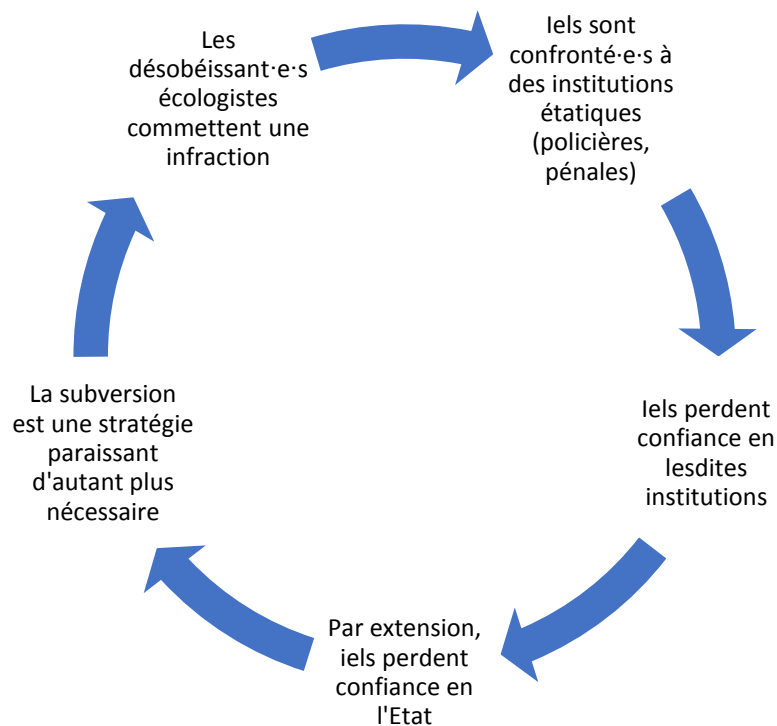 Les
désobéissant·e·s
écologistes
commettent une
infraction
Iels sont
confronté·e·s à
des institutions
étatiques
(policières,
pénales)
Iels perdent
confiance en
lesdites
institutions
Par extension,
iels perdent
confiance en
l'Etat
La subversion
est une stratégie
paraissant
d'autant plus
nécessaire